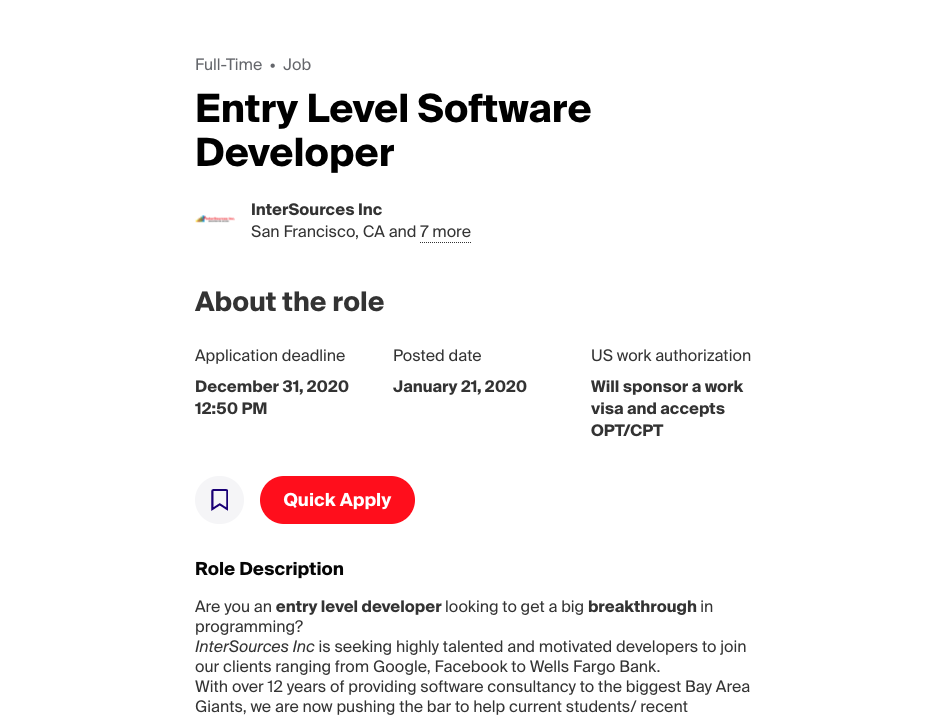 Full-Time • Job
Entry Level Software
Developer
InterSources Inc
San Francisco, CA and 7 more
About the role
Application deadline
December 31, 2020
12:50 PM
Posted date
January 21, 2020
US work authorization
Will sponsor a work
visa and accepts
OPT/CPT
Quick Apply
Role Description
Are you an entry level developer looking to get a big breakthrough in
programming?
InterSources Inc is seeking highly talented and motivated developers to join
our clients ranging from Google, Facebook to Wells Fargo Bank.
With over 12 years of providing software consultancy to the biggest Bay Area
Giants, we are now pushing the bar to help current students/ recent